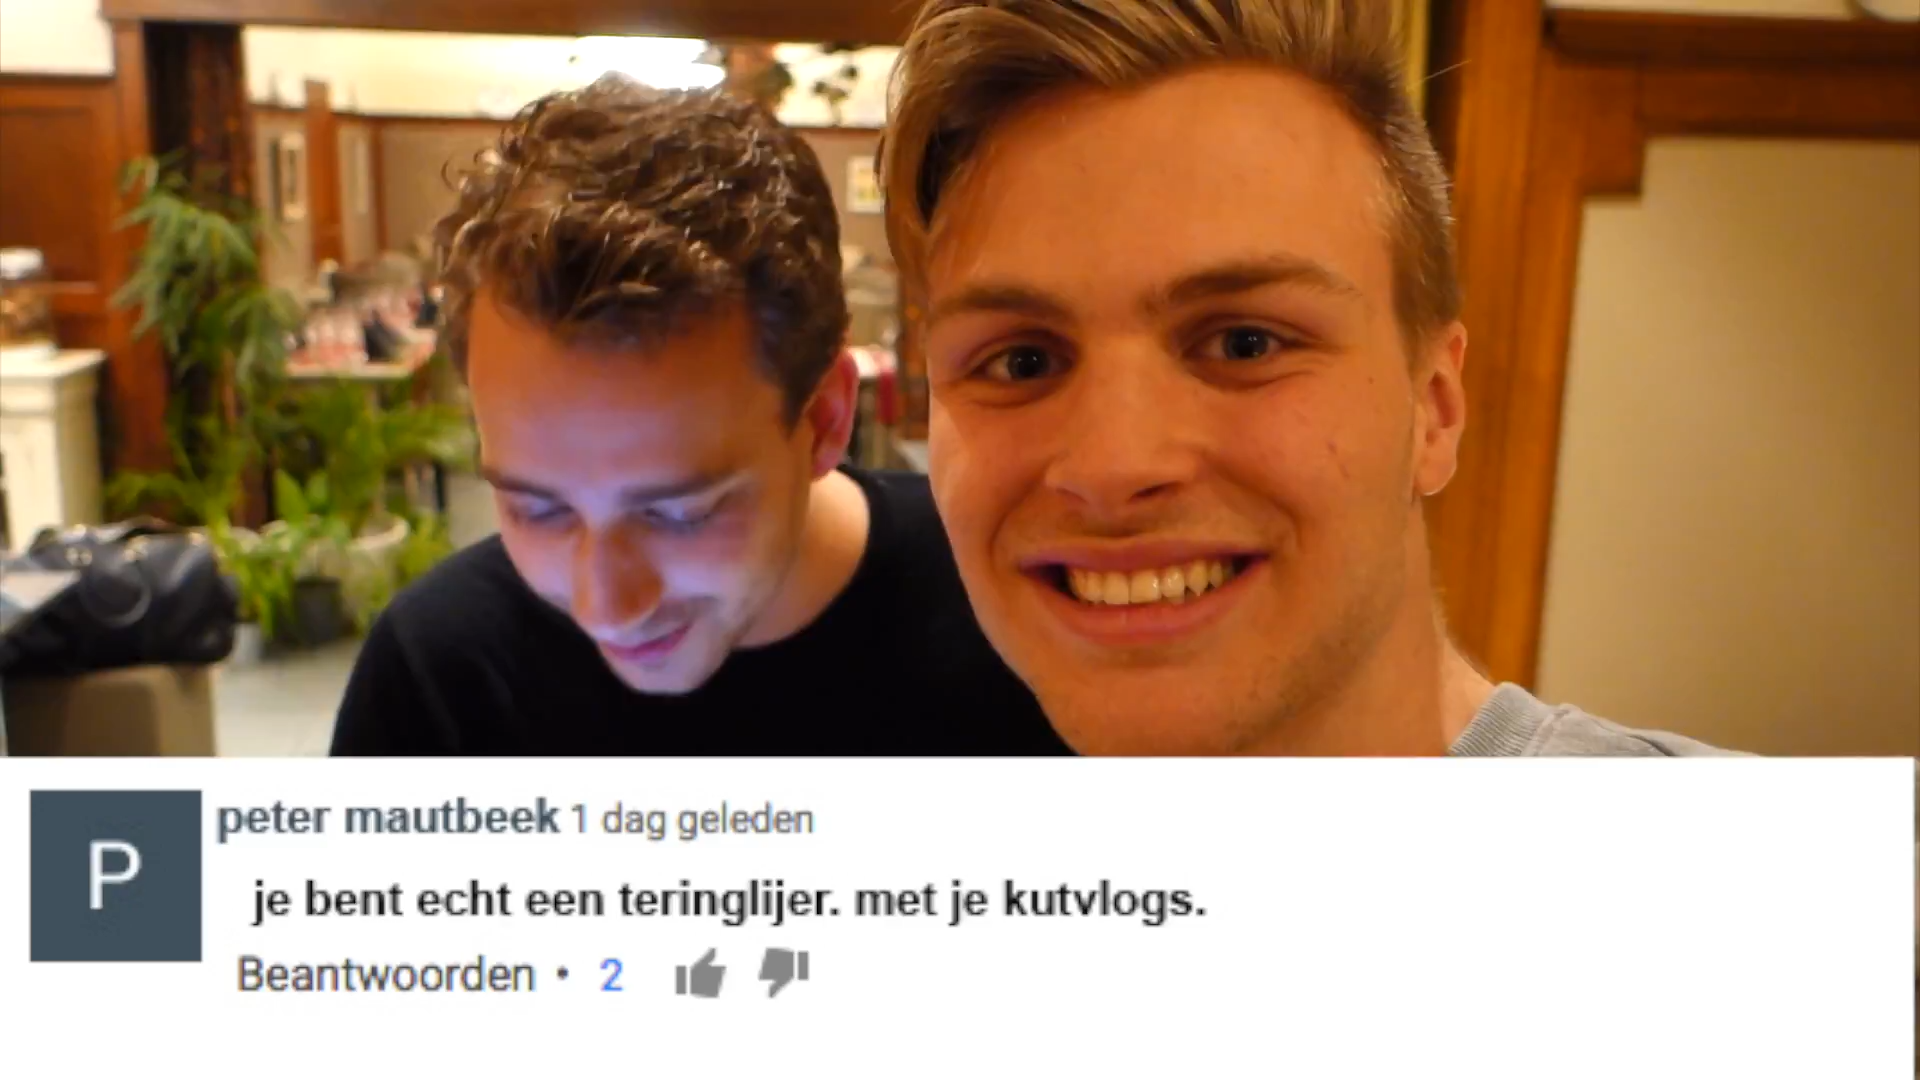 P
peter mautbeek 1 dag geleden
je bent echt een teringlijer. met je kutvlogs.
Beantwoorden • 2